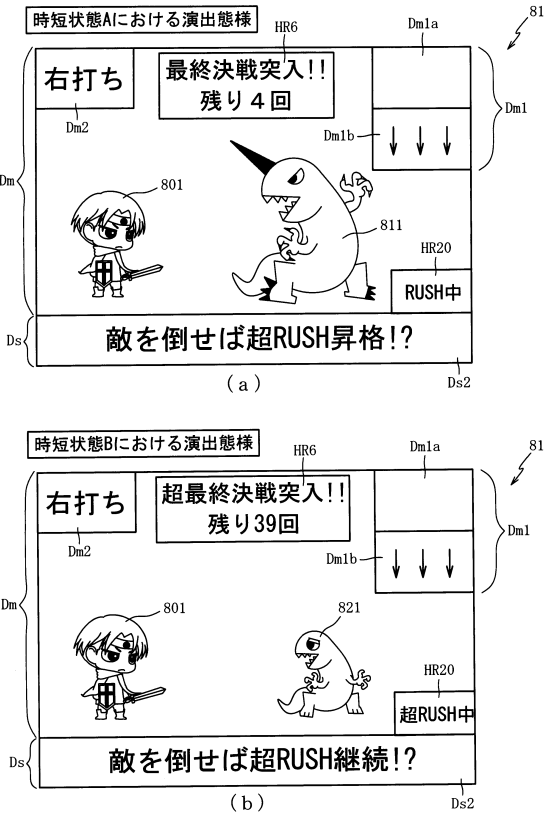 時短状態Aにおける演出態様
81
HR6
Dm1a
右打ち
最終決戦突入!!
残り4回
Dm2
Dm1b
Dm1
Dm
801
811
HR20
RUSH中
Ds
敵を倒せば超RUSH昇格!?
Ds2
(a)
時短状態Bにおける演出態様
81
HR6
Dm1a
右打ち
超最終決戦突入!!
残り39回
Dm2
Dm1b
Dm1
Dm
801
821
HR20
超RUSH中
Ds
敵を倒せば超RUSH継続!?
Ds2
(b)